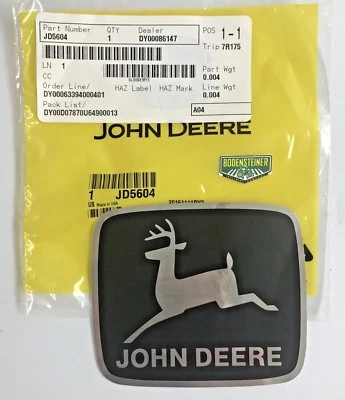 Part Number QTY Dealer POS 1-1
JD5604 1 DY00086147 Trip 7R175
LN 1
CC Part Wgt
0.004
Order Line/ HAZ Label HAZ Mark Line Wgt
DY00063394000401 0.004
Pack List/
DY00D07870U64900013 A04
JOHN DEERE
BODENSTEINER
1 JD5604
US Made in USA
JOHN DEERE